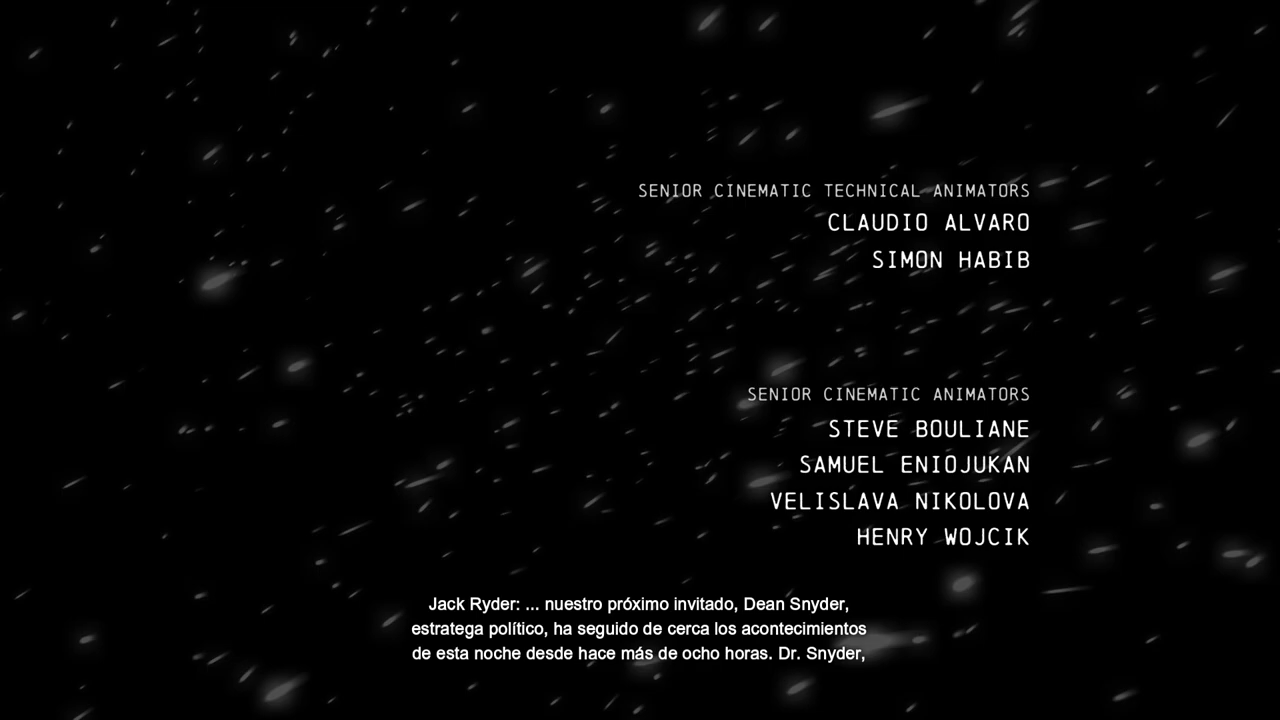 SENIOR CINEMATIC TECHNICAL ANIMATORS
CLAUDIO ALVARO
SIMON HABIB
SENIOR CINEMATIC ANIMATORS
STEVE BOULIANE
SAMUEL ENIOJUKAN
VELISLAVA NIKOLOVA
HENRY WOJCIK
Jack Ryder: ... nuestro próximo invitado, Dean Snyder,
estratega político, ha seguido de cerca los acontecimientos
de esta noche desde hace más de ocho horas. Dr. Snyder,